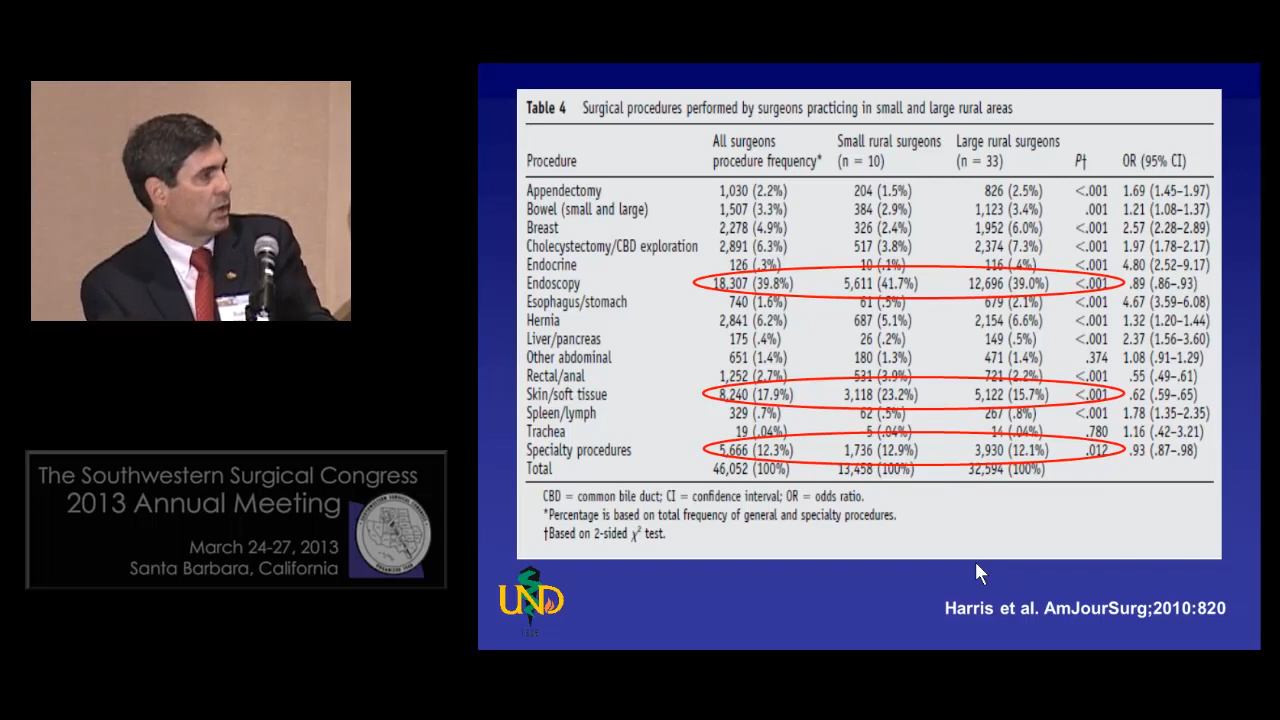 The Southwestern Surgical Congress
2013 Annual Meeting
March 24-27, 2013
Santa Barbara, California
Table 4 Surgical procedures performed by surgeons practicing in small and large rural areas
Procedure All surgeons procedure frequency* Small rural surgeons (n = 10) Large rural surgeons (n = 33) P† OR (95% CI)
Appendectomy 1,030 (2.2%) 204 (1.5%) 826 (2.5%) <.001 1.69 (1.45–1.97)
Bowel (small and large) 1,507 (3.3%) 384 (2.9%) 1,123 (3.4%) .001 1.21 (1.08–1.37)
Breast 2,278 (4.9%) 326 (2.4%) 1,952 (6.0%) <.001 2.57 (2.28–2.89)
Cholecystectomy/CBD exploration 2,891 (6.3%) 517 (3.8%) 2,374 (7.3%) <.001 1.97 (1.78–2.17)
Endocrine 126 (.3%) 10 (.1%) 116 (.4%) <.001 4.80 (2.52–9.17)
Endoscopy 18,307 (39.8%) 5,611 (41.7%) 12,696 (39.0%) <.001 .89 (.86–.93)
Esophagus/stomach 740 (1.6%) 61 (.5%) 679 (2.1%) <.001 4.67 (3.59–6.08)
Hernia 2,841 (6.2%) 687 (5.1%) 2,154 (6.6%) <.001 1.32 (1.20–1.44)
Liver/pancreas 175 (.4%) 26 (.2%) 149 (.5%) <.001 2.37 (1.56–3.60)
Other abdominal 651 (1.4%) 180 (1.3%) 471 (1.4%) .374 1.08 (.91–1.29)
Rectal/anal 1,252 (2.7%) 531 (3.9%) 721 (2.2%) <.001 .55 (.49–.61)
Skin/soft tissue 8,240 (17.9%) 3,118 (23.2%) 5,122 (15.7%) <.001 .62 (.59–.65)
Spleen/lymph 329 (.7%) 62 (.5%) 267 (.8%) <.001 1.78 (1.35–2.35)
Trachea 19 (.04%) 5 (.04%) 14 (.04%) .780 1.16 (.42–3.21)
Specialty procedures 5,666 (12.3%) 1,736 (12.9%) 3,930 (12.1%) .012 .93 (.87–.98)
Total 46,052 (100%) 13,458 (100%) 32,594 (100%)
CBD = common bile duct; CI = confidence interval; OR = odds ratio.
*Percentage is based on total frequency of general and specialty procedures.
†Based on 2-sided χ² test.
UND
Harris et al. AmJourSurg;2010:820